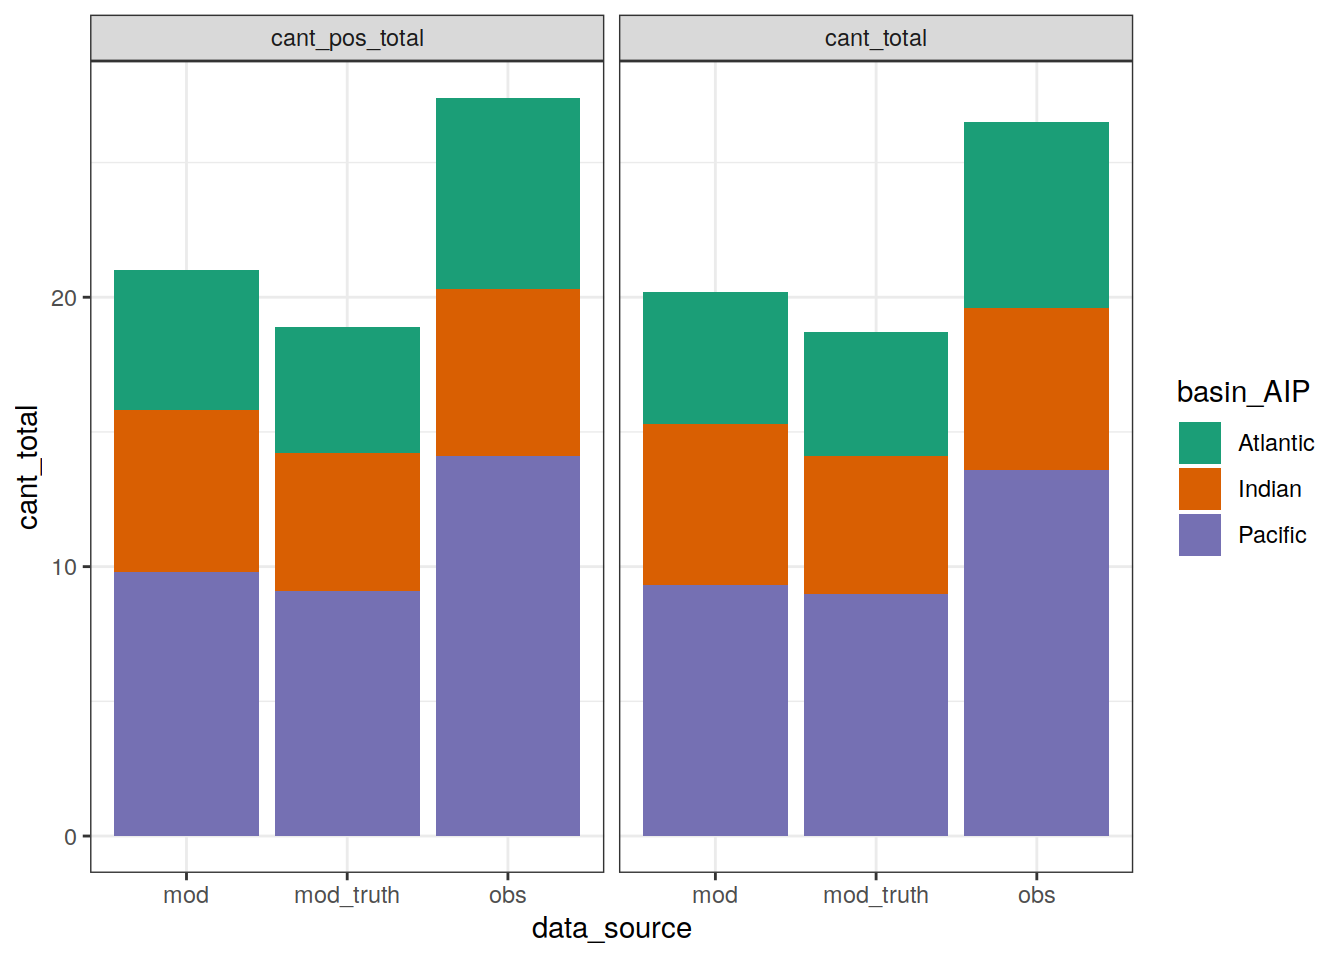 cant_pos_total
cant_total
cant_total
20
10
0
mod
mod_truth
obs
mod
mod_truth
obs
data_source
basin_AIP
Atlantic
Indian
Pacific